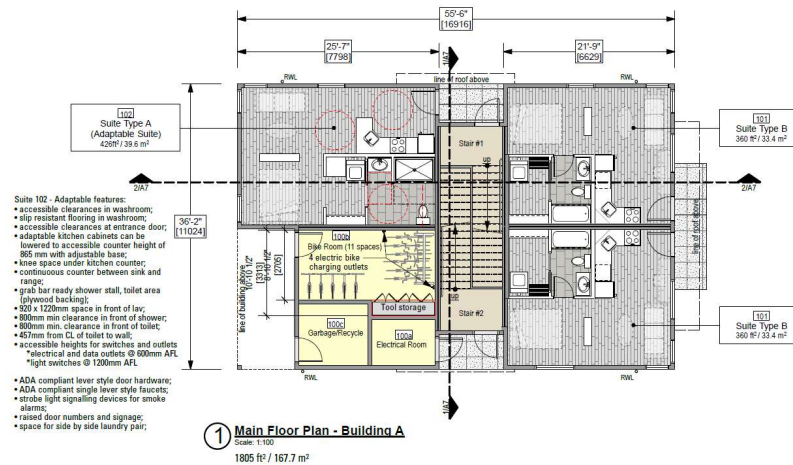 55'-6"
[16916]
25'-7"
[7798]
21'-9"
[6629]
1/A7
RWL
line of roof above
RWL
102
Suite Type A
(Adaptable Suite)
426ft² / 39.6 m²
Stair #1
101
Suite Type B
360 ft² / 33.4 m²
UP
2/A7
2/A7
Suite 102 - Adaptable features:
• accessible clearances in washroom;
• slip resistant flooring in washroom;
• accessible clearances at entrance door;
• adaptable kitchen cabinets can be
lowered to accessible counter height of
865 mm with adjustable base;
• knee space under kitchen counter;
• continuous counter between sink and
range;
• grab bar ready shower stall, toilet area
(plywood backing);
• 920 x 1220mm space in front of lav;
• 800mm min clearance in front of shower;
• 800mm min. clearance in front of toilet;
• 457mm from CL of toilet to wall;
• accessible heights for switches and outlets
*electrical and data outlets @ 600mm AFL
*light switches @ 1200mm AFL
• ADA compliant lever style door hardware;
• ADA compliant single lever style faucets;
• strobe light signalling devices for smoke
alarms;
• raised door numbers and signage;
• space for side by side laundry pair;
36'-2"
[11024]
line of building above
[3313]
10'-10 1/2"
[2705]
8'-10 1/2"
100b
Bike Room (11 spaces)
4 electric bike
charging outlets
line of roof above
UP
Tool storage
Stair #2
100c
Garbage/Recycle
100a
Electrical Room
101
Suite Type B
360 ft² / 33.4 m²
RWL
RWL
1/A7
1
Main Floor Plan - Building A
Scale: 1:100
1805 ft² / 167.7 m²